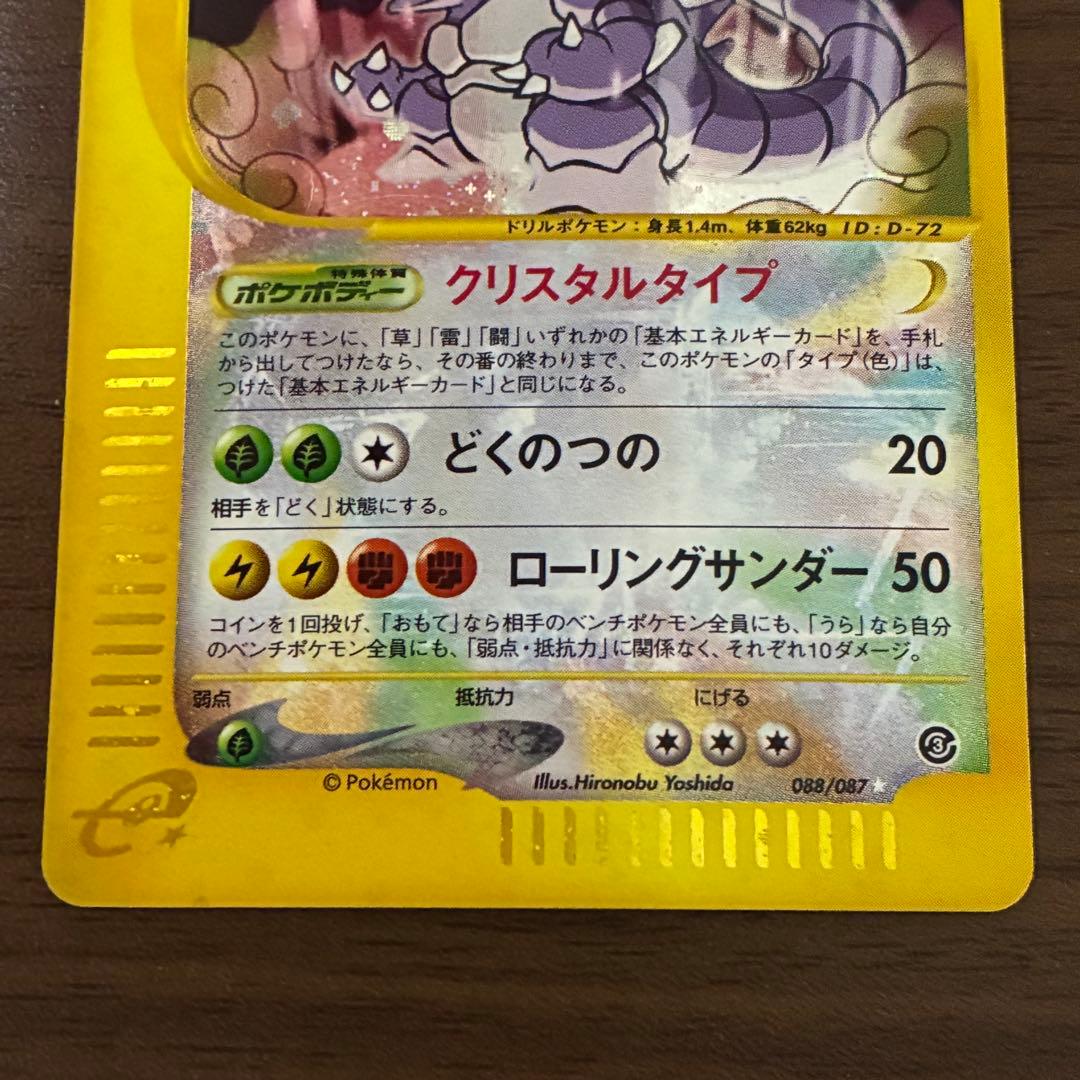 ドリルポケモン：身長1.4m、体重62kg ID:D-72
特殊体質
ポケボディー クリスタルタイプ
このポケモンに、「草」「雷」「闘」いずれかの「基本エネルギーカード」を、手札
から出してつけたなら、その番の終わりまで、このポケモンの「タイプ（色）」は、
つけた「基本エネルギーカード」と同じになる。
どくのつの 20
相手を「どく」状態にする。
ローリングサンダー 50
コインを1回投げ、「おもて」なら相手のベンチポケモン全員にも、「うら」なら自分
のベンチポケモン全員にも、「弱点・抵抗力」に関係なく、それぞれ10ダメージ。
弱点 抵抗力 にげる
3
© Pokémon Illus.Hironobu Yoshida 088/087
e